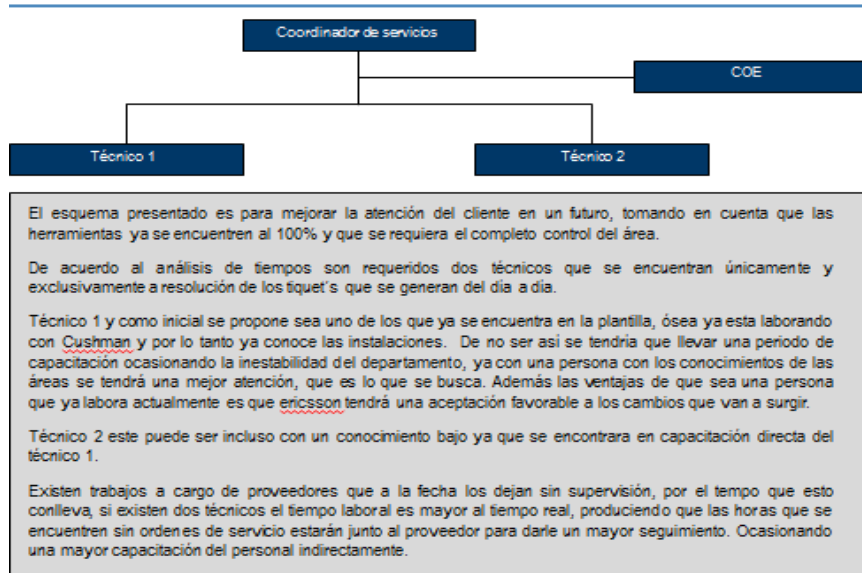 Coordinador de servicios
COE
Técnico 1
Técnico 2
El esquema presentado es para mejorar la atención del cliente en un futuro, tomando en cuenta que las
herramientas ya se encuentren al 100% y que se requiera el completo control del área.
De acuerdo al análisis de tiempos son requeridos dos técnicos que se encuentran únicamente y
exclusivamente a resolución de los tiquet´s que se generan del día a día.
Técnico 1 y como inicial se propone sea uno de los que ya se encuentra en la plantilla, ósea ya esta laborando
con Cushman y por lo tanto ya conoce las instalaciones. De no ser así se tendría que llevar una periodo de
capacitación ocasionando la inestabilidad del departamento, ya con una persona con los conocimientos de las
áreas se tendrá una mejor atención, que es lo que se busca. Además las ventajas de que sea una persona
que ya labora actualmente es que ericsson tendrá una aceptación favorable a los cambios que van a surgir.
Técnico 2 este puede ser incluso con un conocimiento bajo ya que se encontrara en capacitación directa del
técnico 1.
Existen trabajos a cargo de proveedores que a la fecha los dejan sin supervisión, por el tempo que esto
conlleva, si existen dos técnicos el tiempo laboral es mayor al tiempo real, produciendo que las horas que se
encuentren sin ordenes de servicio estarán junto al proveedor para darle un mayor seguimiento. Ocasionando
una mayor capacitación del personal indirectamente.